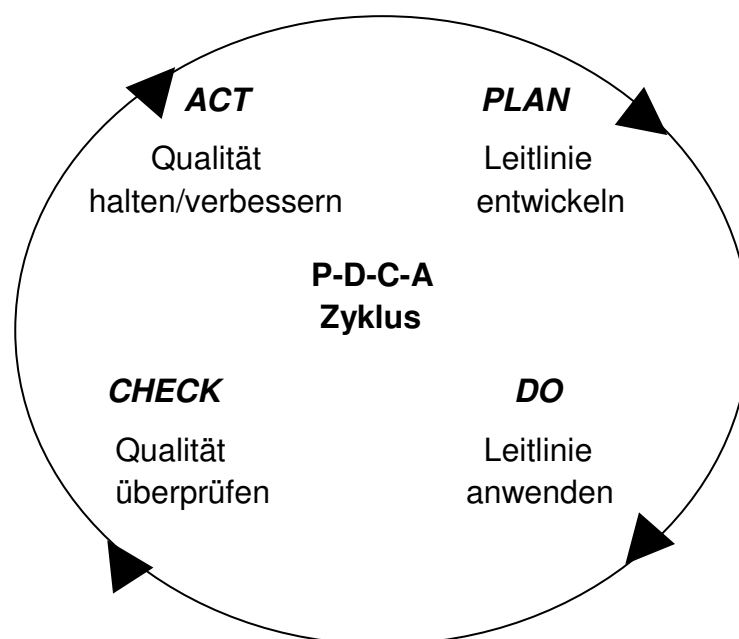 ACT
Qualität
halten/verbessern
PLAN
Leitlinie
entwickeln
P-D-C-A
Zyklus
CHECK
Qualität
überprüfen
DO
Leitlinie
anwenden